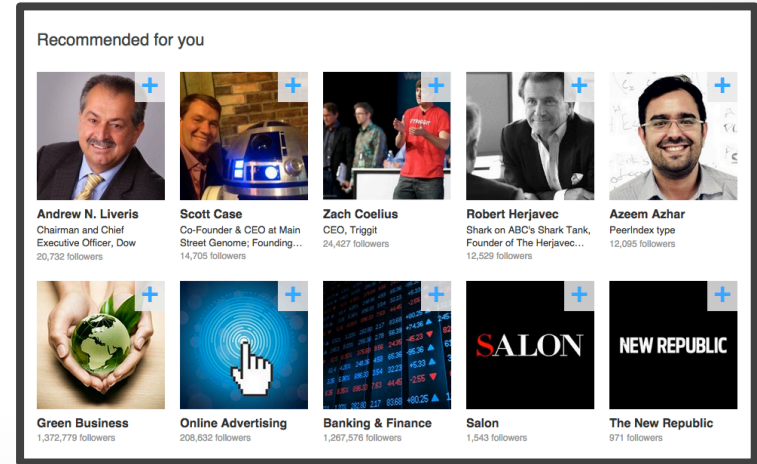 Recommended for you
Andrew N. Liveris
Chairman and Chief
Executive Officer, Dow
20,732 followers
Scott Case
Co-Founder & CEO at Main
Street Genome; Founding...
14,705 followers
Zach Coelius
CEO, Triggit
24,427 followers
Robert Herjavec
Shark on ABC's Shark Tank,
Founder of The Herjavec...
12,529 followers
Azeem Azhar
PeerIndex type
12,095 followers
SALON
NEW REPUBLIC
Green Business
1,372,779 followers
Online Advertising
208,632 followers
Banking & Finance
1,267,576 followers
Salon
1,543 followers
The New Republic
971 followers